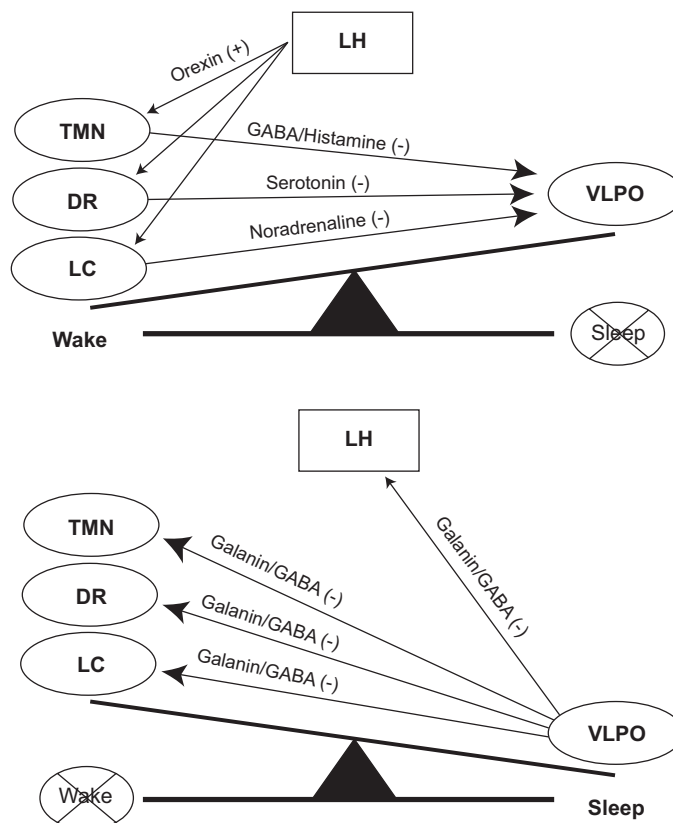 LH
Orexin (+)
TMN
GABA/Histamine (-)
DR
Serotonin (-)
VLPO
LC
Noradrenaline (-)
Wake
Sleep
LH
TMN
Galanin/GABA (-)
Galanin/GABA (-)
DR
Galanin/GABA (-)
LC
Galanin/GABA (-)
VLPO
Wake
Sleep